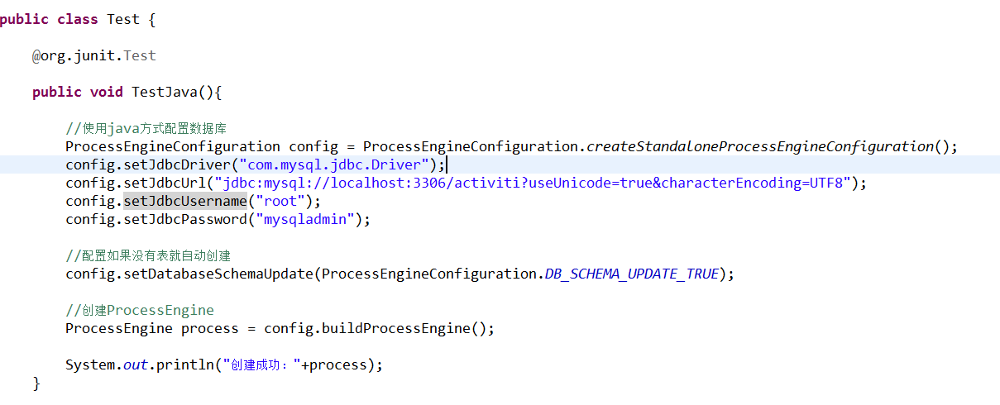 public class Test {
@org.junit.Test
public void TestJava(){
//使用java方式配置数据库
ProcessEngineConfiguration config = ProcessEngineConfiguration.createStandaloneProcessEngineConfiguration();
config.setJdbcDriver("com.mysql.jdbc.Driver");
config.setJdbcUrl("jdbc:mysql://localhost:3306/activiti?useUnicode=true&characterEncoding=UTF8");
config.setJdbcUsername("root");
config.setJdbcPassword("mysqladmin");
//配置如果没有表就自动创建
config.setDatabaseSchemaUpdate(ProcessEngineConfiguration.DB_SCHEMA_UPDATE_TRUE);
//创建ProcessEngine
ProcessEngine process = config.buildProcessEngine();
System.out.println("创建成功："+process);
}